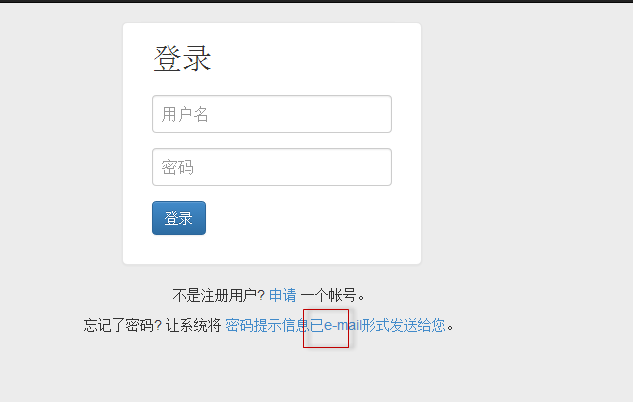 登录
用户名
密码
登录
不是注册用户? 申请 一个帐号。
忘记了密码? 让系统将 密码提示信息已e-mail形式发送给您。